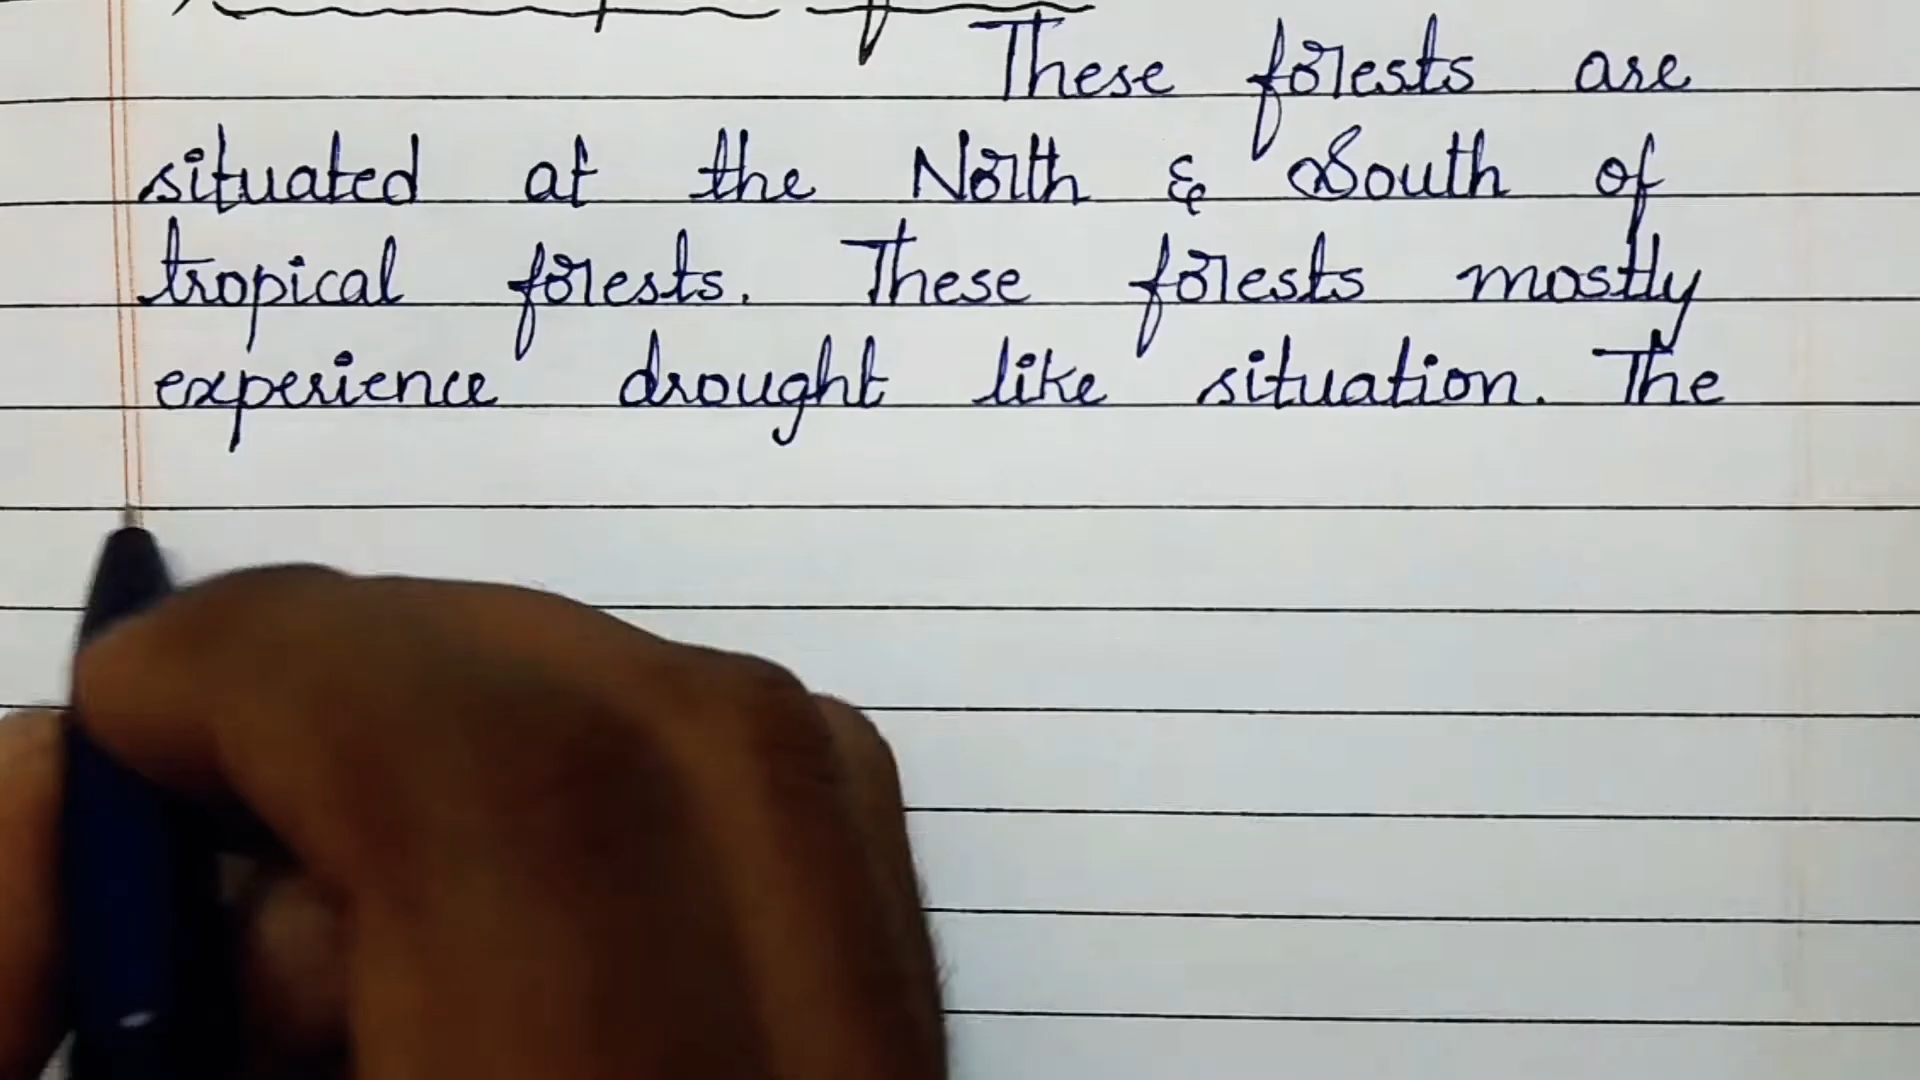 These forests are
situated at the North & South of
tropical forests. These forests mostly
experience drought like situation. The